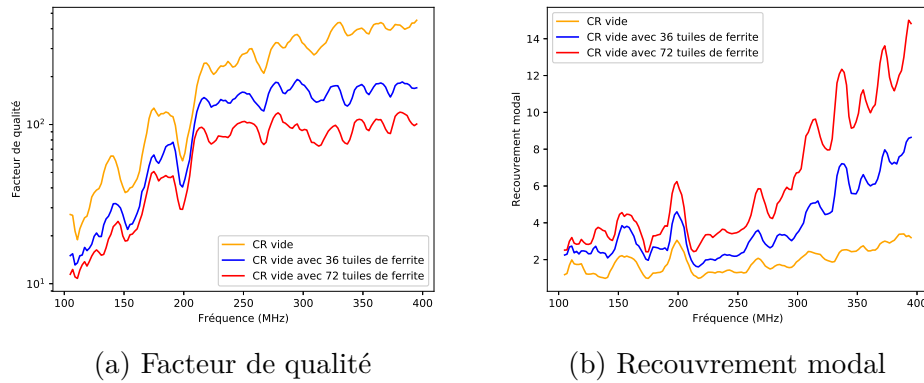 10²
10¹
Facteur de qualité
CR vide
CR vide avec 36 tuiles de ferrite
CR vide avec 72 tuiles de ferrite
100 150 200 250 300 350 400
Fréquence (MHz)
(a) Facteur de qualité
CR vide
CR vide avec 36 tuiles de ferrite
CR vide avec 72 tuiles de ferrite
14
12
10
8
6
4
2
Recouvrement modal
100 150 200 250 300 350 400
Fréquence (MHz)
(b) Recouvrement modal